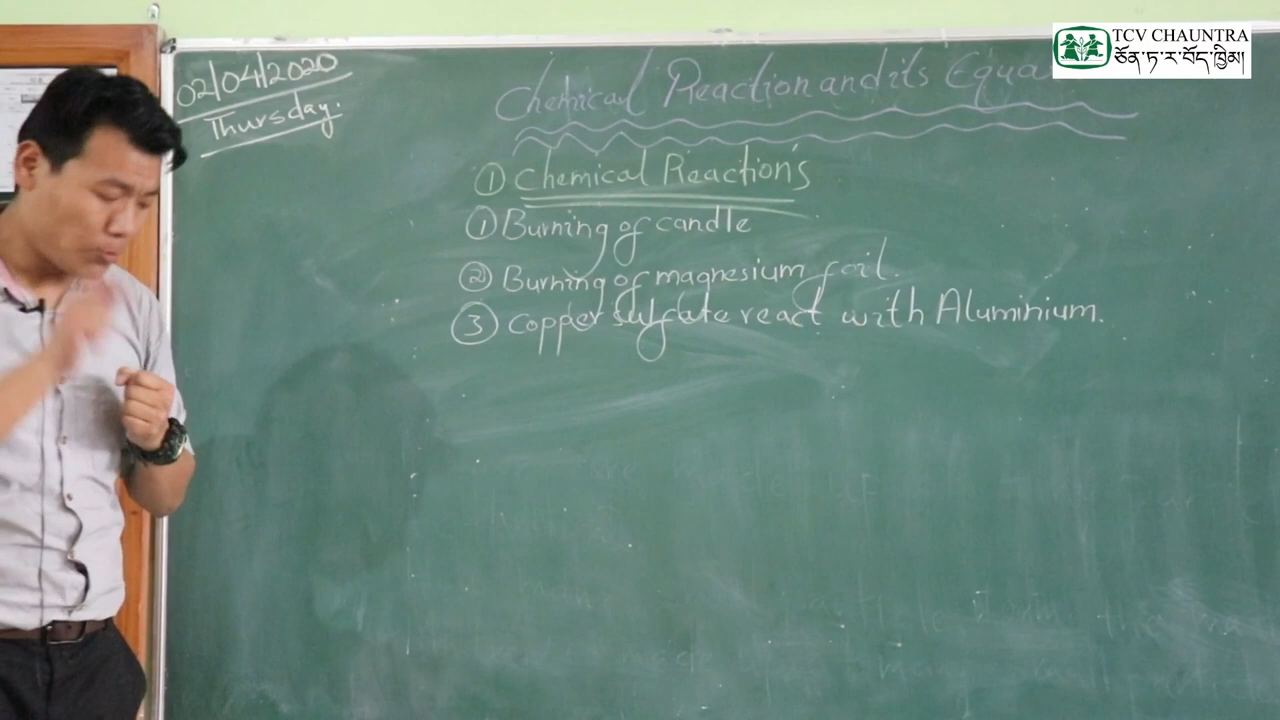 TCV CHAUNTRA
ཅོན་ཏ་ར་བོད་ཁྱིམ།
02/04/2020
Thursday.
Chemical Reaction and its Equa
① Chemical Reaction's
① Burning of candle
② Burning of magnesium foil.
③ Copper sulfate react with Aluminium.